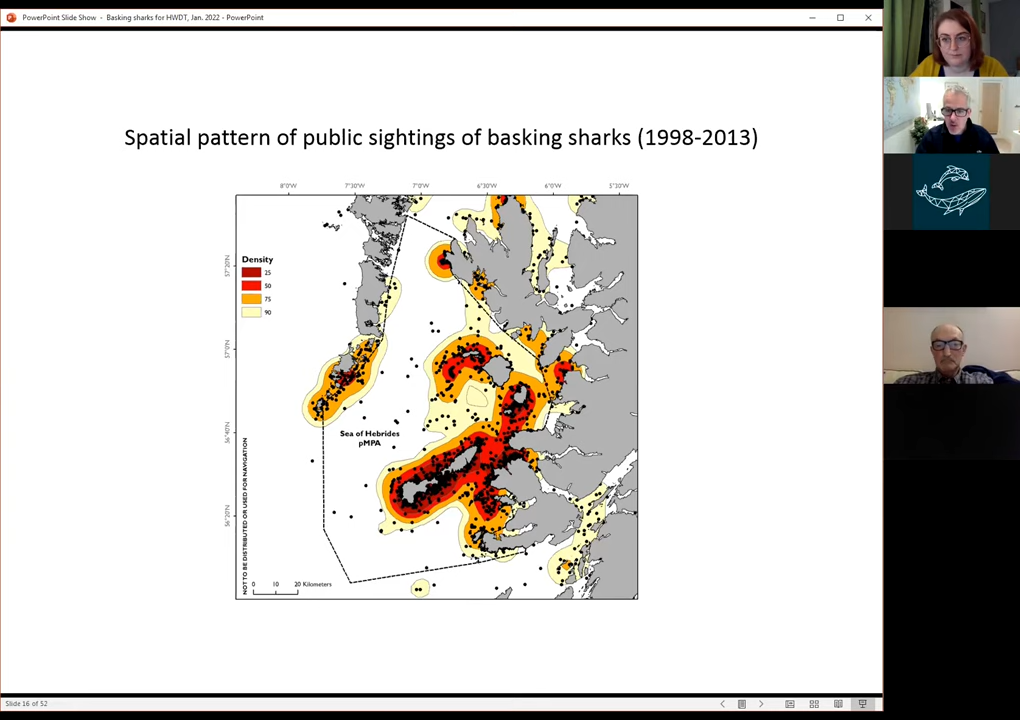 PowerPoint Slide Show - Basking sharks for HWDT, Jan. 2022 - PowerPoint
Spatial pattern of public sightings of basking sharks (1998-2013)
8°0'W 7°30'W 7°0'W 6°30'W 6°0'W 5°30'W
57°20'N
57°0'N
56°40'N
56°20'N
Density
25
50
75
90
Sea of Hebrides
pMPA
NOT TO BE DISTRIBUTED OR USED FOR NAVIGATION
0 10 20 Kilometers
Slide 16 of 52